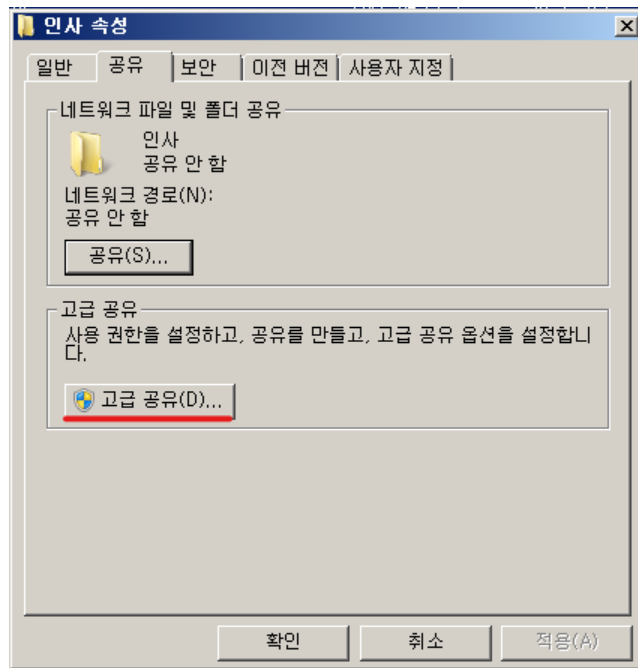 인사 속성
일반 공유 보안 이전 버전 사용자 지정
네트워크 파일 및 폴더 공유
인사
공유 안 함
네트워크 경로(N):
공유 안 함
공유(S)...
고급 공유
사용 권한을 설정하고, 공유를 만들고, 고급 공유 옵션을 설정합니
다.
고급 공유(D)...
확인 취소 적용(A)